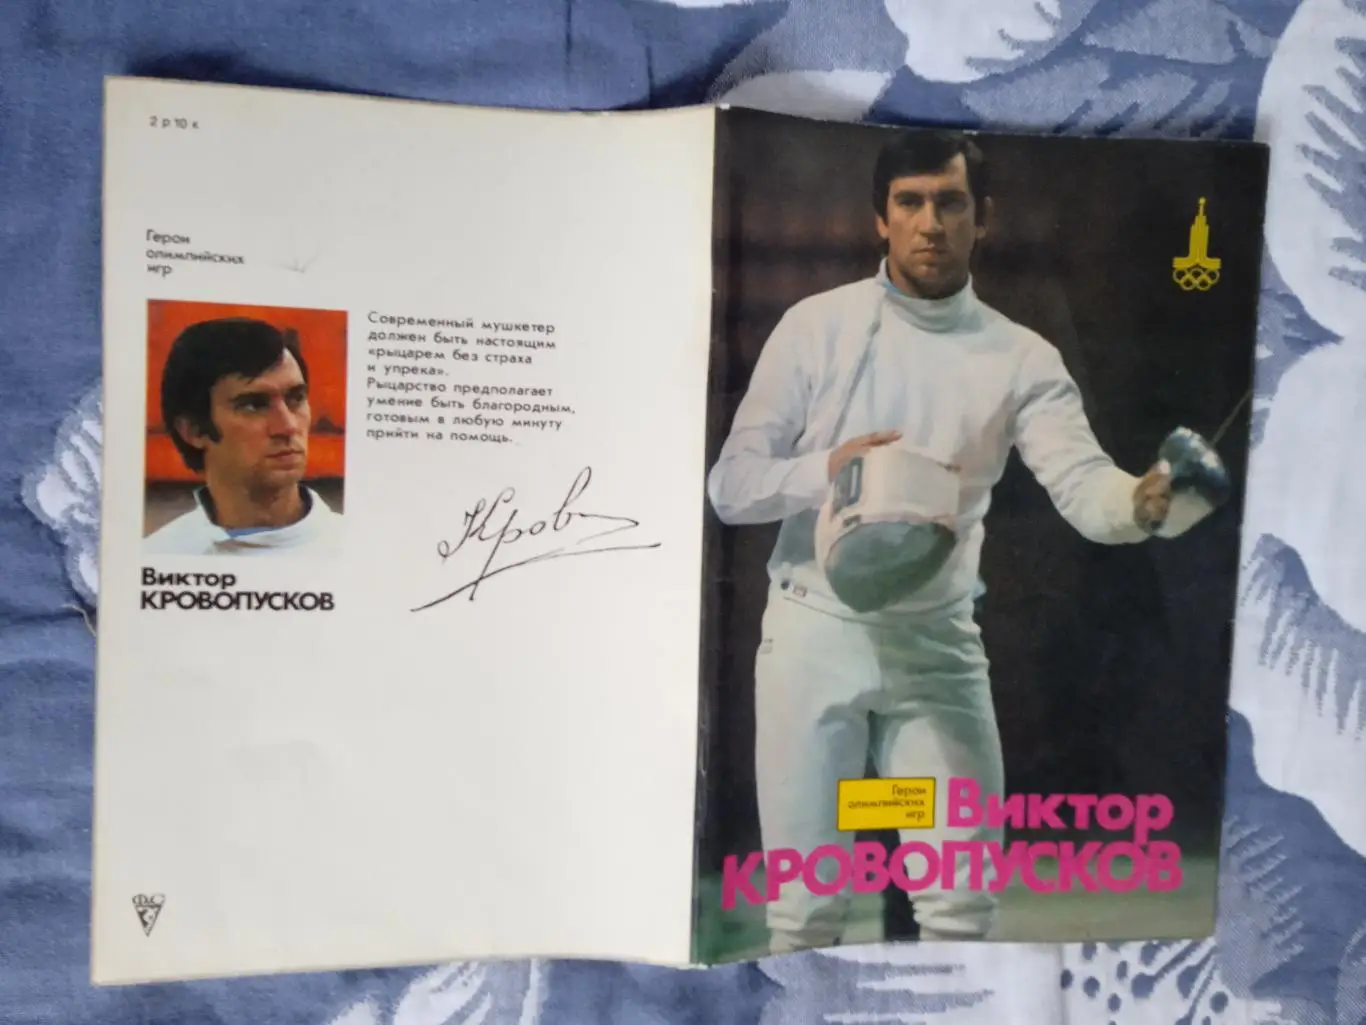 2 р 10 к
Герои
олимпийских
игр
Современный мушкетер
должен быть настоящим
«рыцарем без страха
и упрека».
Рыцарство предполагает
умение быть благородным,
готовым в любую минуту
прийти на помощь.
Виктор
КРОВОПУСКОВ
ФиС
Герои
олимпийских
игр
Виктор
КРОВОПУСКОВ